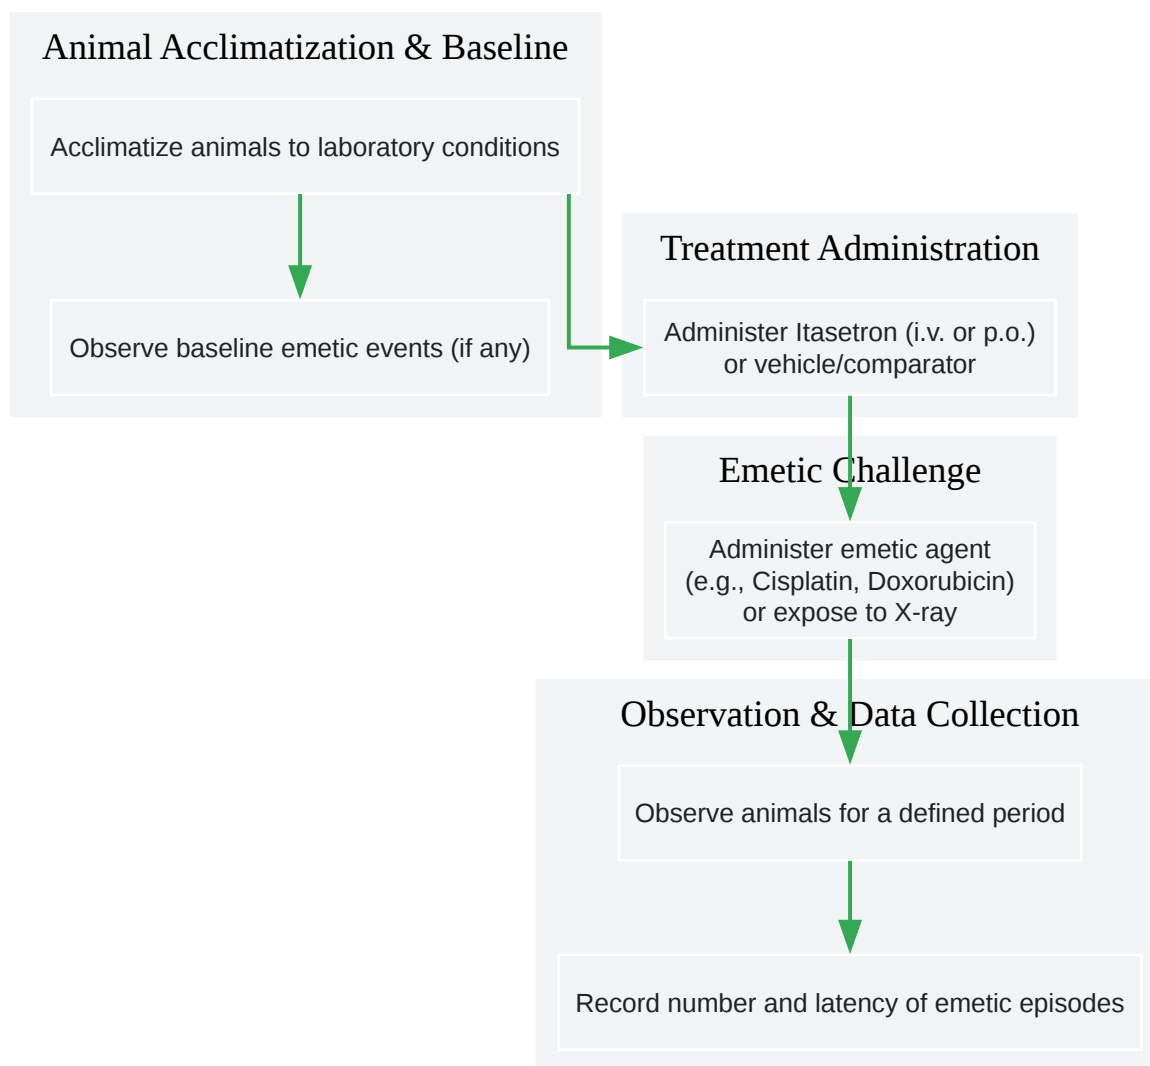 Animal Acclimatization & Baseline
Acclimatize animals to laboratory conditions
Observe baseline emetic events (if any)
Treatment Administration
Administer Itasetron (i.v. or p.o.)
or vehicle/comparator
Emetic Challenge
Administer emetic agent
(e.g., Cisplatin, Doxorubicin)
or expose to X-ray
Observation & Data Collection
Observe animals for a defined period
Record number and latency of emetic episodes